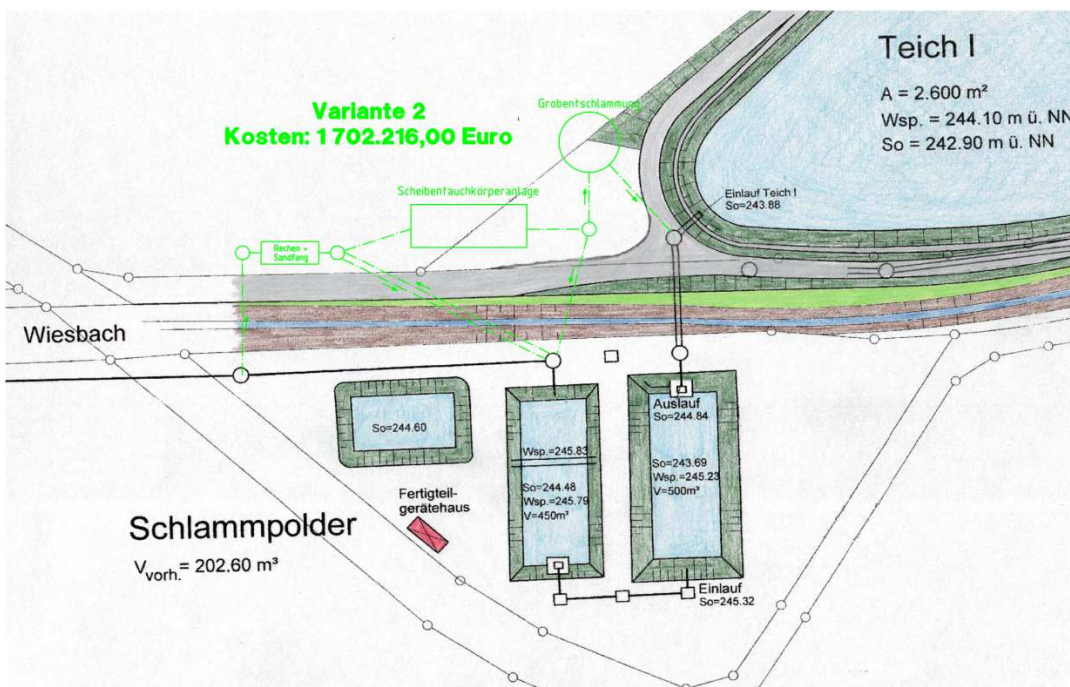 Teich I
A = 2.600 m²
Wsp. = 244.10 m ü. NN
So = 242.90 m ü. NN
Variante 2
Kosten: 1 702.216,00 Euro
Grobentschlammung
Scheibentauchkörperanlage
Einlauf Teich I
So=243.88
Rechen +
Sandfang
Wiesbach
So=244.60
Wsp.=245.83
So=244.48
Wsp.=245.79
V=450m³
Auslauf
So=244.84
So=243.69
Wsp.=245.23
V=500m³
Fertigteil-
gerätehaus
Schlammpolder
Vvorh. = 202.60 m³
Einlauf
So=245.32